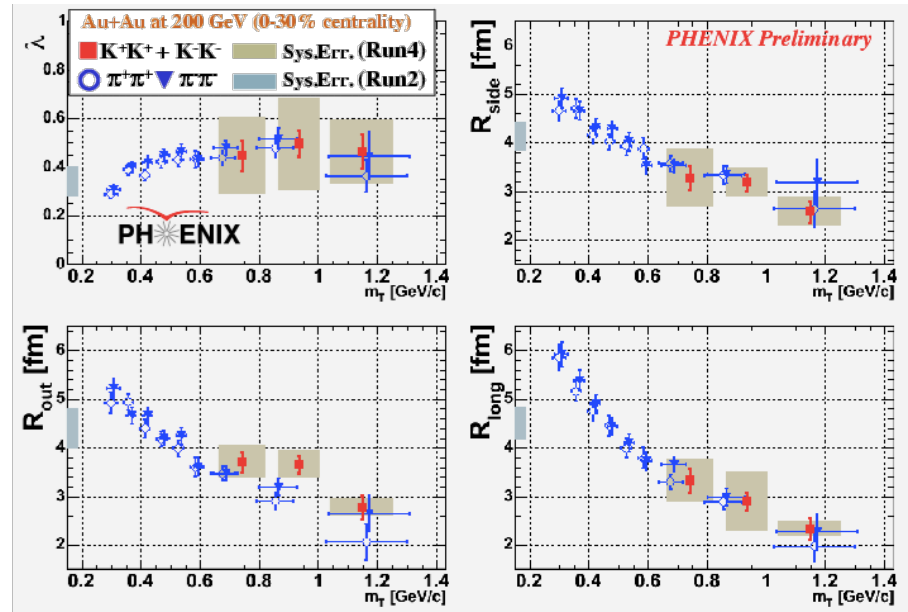 Au+Au at 200 GeV (0-30% centrality)
K⁺K⁺ + K⁻K⁻ Sys.Err. (Run4)
π⁺π⁺ π⁻π⁻ Sys.Err. (Run2)
λ
1
0.6
0.4
0.2
0
PHENIX
0.2 0.4 0.6 0.8 1 1.2 1.4
m_T [GeV/c]
PHENIX Preliminary
R_side [fm]
6
5
4
3
2
0.2 0.4 0.6 0.8 1 1.2 1.4
m_T [GeV/c]
R_out [fm]
6
5
4
3
2
0.2 0.4 0.6 0.8 1 1.2 1.4
m_T [GeV/c]
R_long [fm]
6
5
4
3
2
0.2 0.4 0.6 0.8 1 1.2 1.4
m_T [GeV/c]